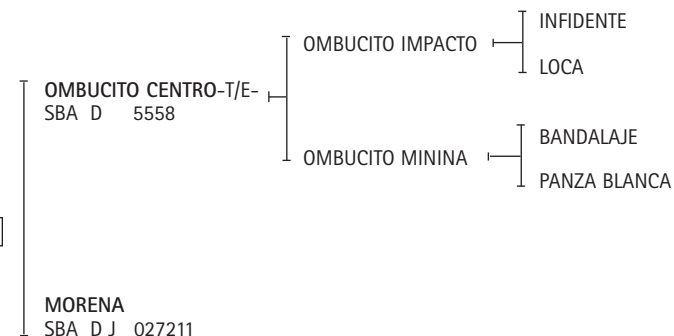 INFIDENTE
OMBUCITO IMPACTO
LOCA
OMBUCITO CENTRO-T/E-
SBA D 5558
BANDALAJE
OMBUCITO MININA
PANZA BLANCA
MORENA
SBA D J 027211